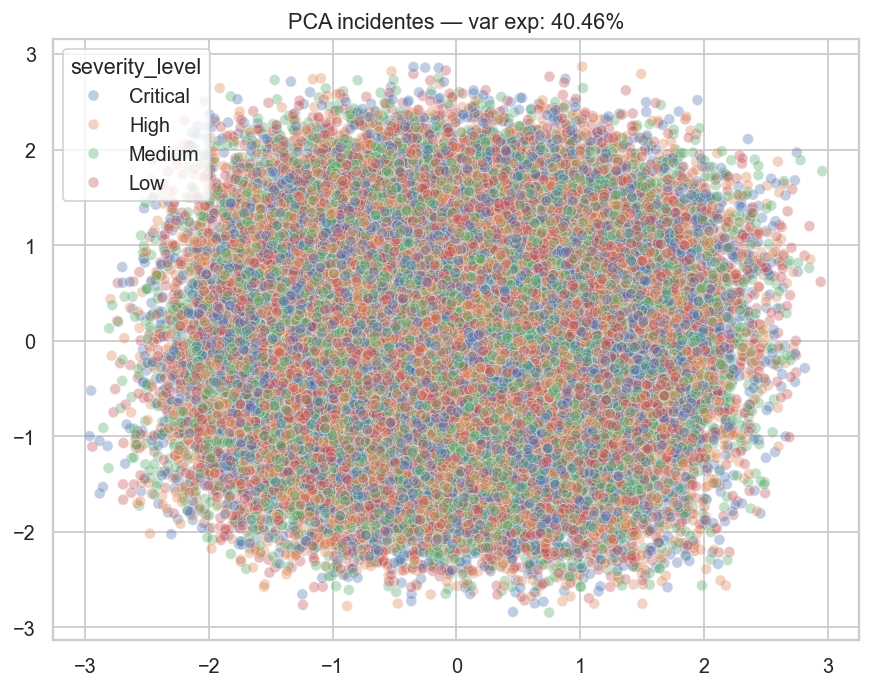 PCA incidentes — var exp: 40.46%
severity_level
Critical
High
Medium
Low
3
2
1
0
−1
−2
−3
−3 −2 −1 0 1 2 3